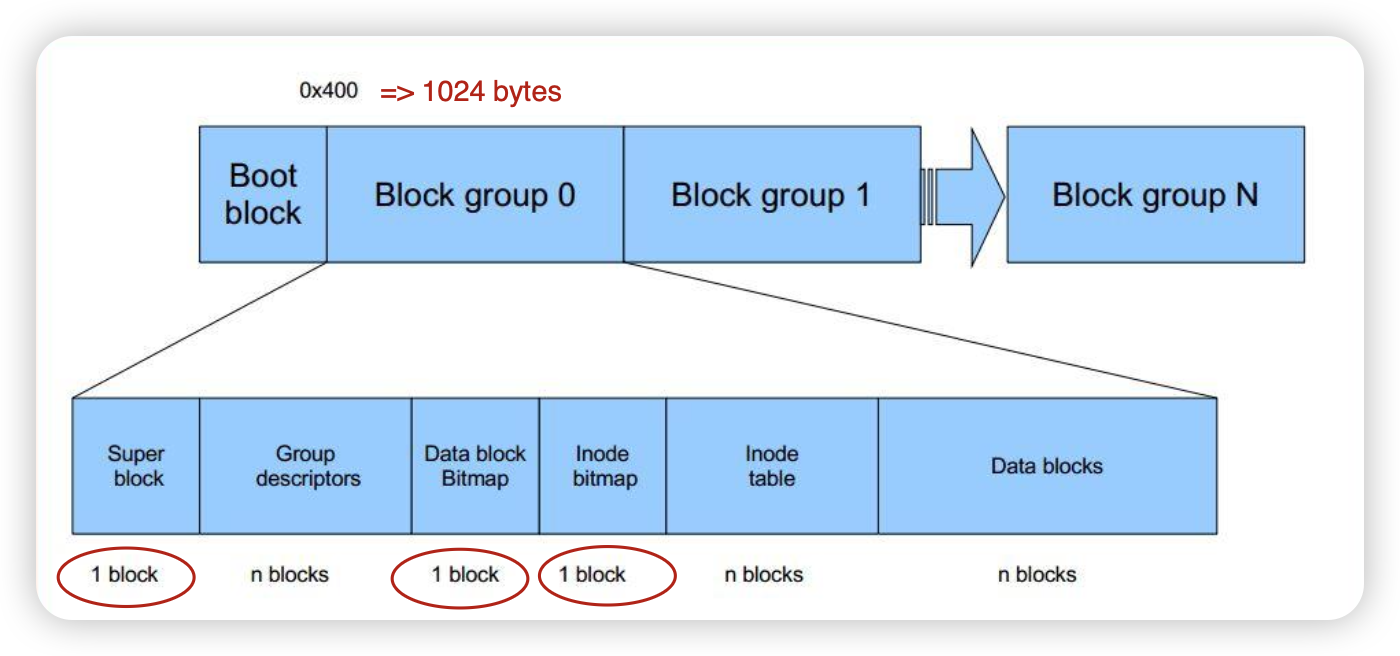 0x400 => 1024 bytes
Boot
block
Block group 0
Block group 1
Block group N
Super
block
Group
descriptors
Data block
Bitmap
Inode
bitmap
Inode
table
Data blocks
1 block
n blocks
1 block
1 block
n blocks
n blocks